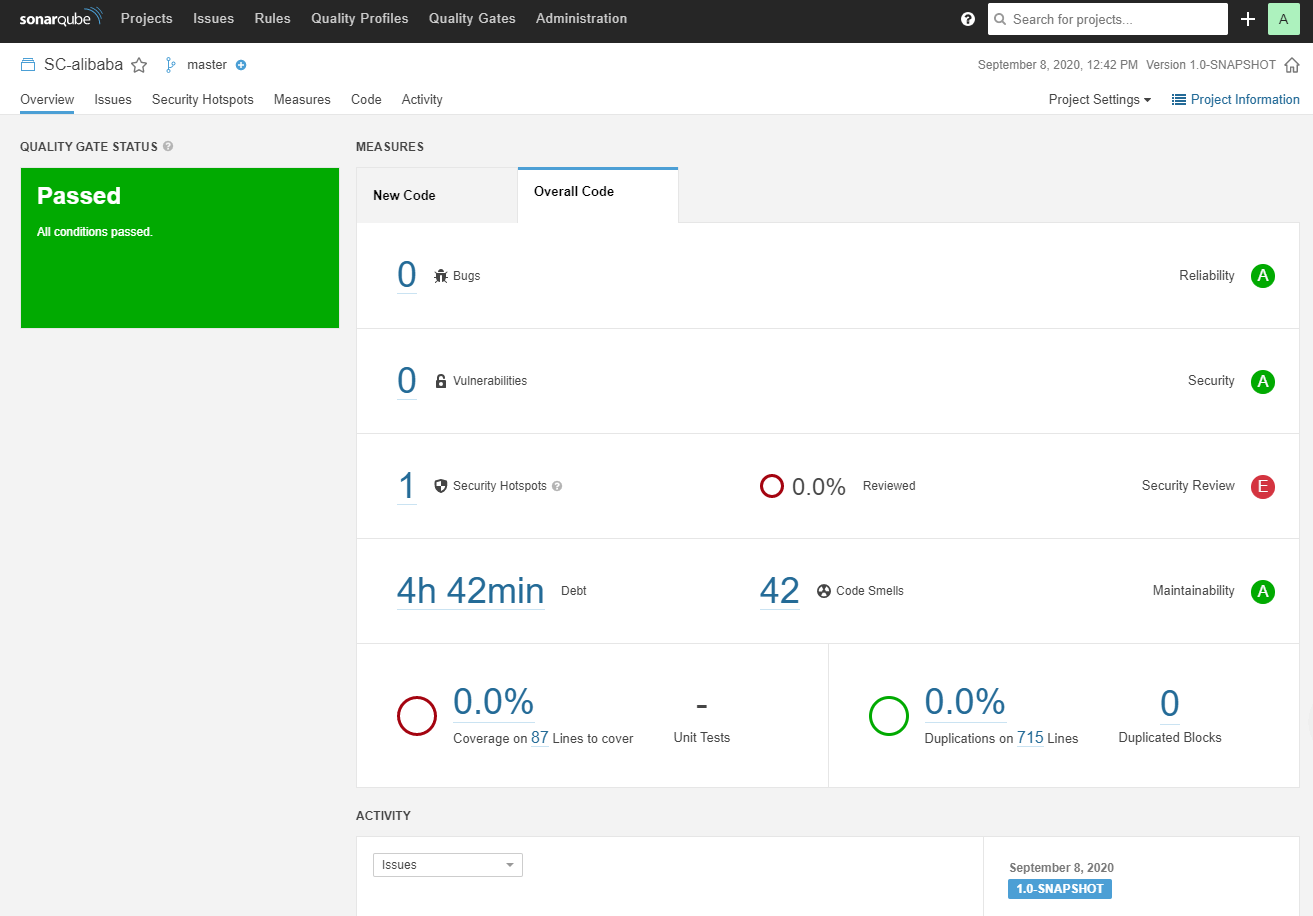 sonarqube Projects Issues Rules Quality Profiles Quality Gates Administration ? Search for projects... A
SC-alibaba master September 8, 2020, 12:42 PM Version 1.0-SNAPSHOT
Overview Issues Security Hotspots Measures Code Activity Project Settings Project Information
QUALITY GATE STATUS ?
Passed
All conditions passed.
MEASURES
New Code Overall Code
0 Bugs Reliability A
0 Vulnerabilities Security A
1 Security Hotspots ? 0.0% Reviewed Security Review E
4h 42min Debt 42 Code Smells Maintainability A
0.0% - 0.0% 0
Coverage on 87 Lines to cover Unit Tests Duplications on 715 Lines Duplicated Blocks
ACTIVITY
Issues
September 8, 2020
1.0-SNAPSHOT